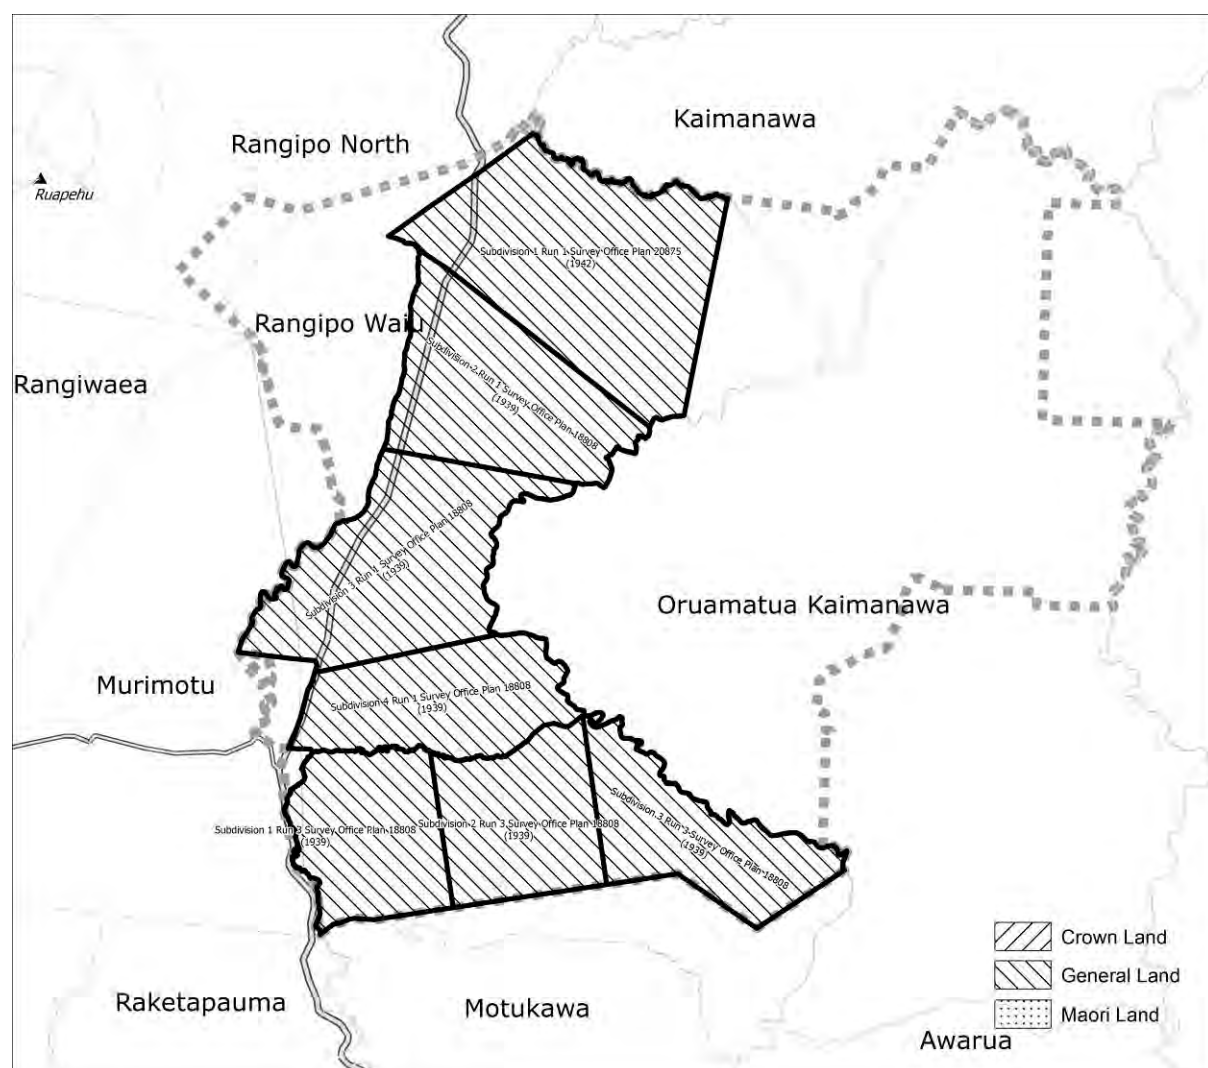 Kaimanawa
Rangipo North
Ruapehu
Subdivision 1 Run 1 Survey Office Plan 20875
(1942)
Rangipo Waiu
Subdivision 2 Run 1 Survey Office Plan 18808
(1939)
Rangiwaea
Subdivision 3 Run 1 Survey Office Plan 18808
(1939)
Oruamatua Kaimanawa
Murimotu
Subdivision 4 Run 1 Survey Office Plan 18808
(1939)
Subdivision 1 Run 3 Survey Office Plan 18808
(1939)
Subdivision 2 Run 3 Survey Office Plan 18808
(1939)
Subdivision 3 Run 3 Survey Office Plan 18808
(1939)
Crown Land
General Land
Maori Land
Raketapauma
Motukawa
Awarua